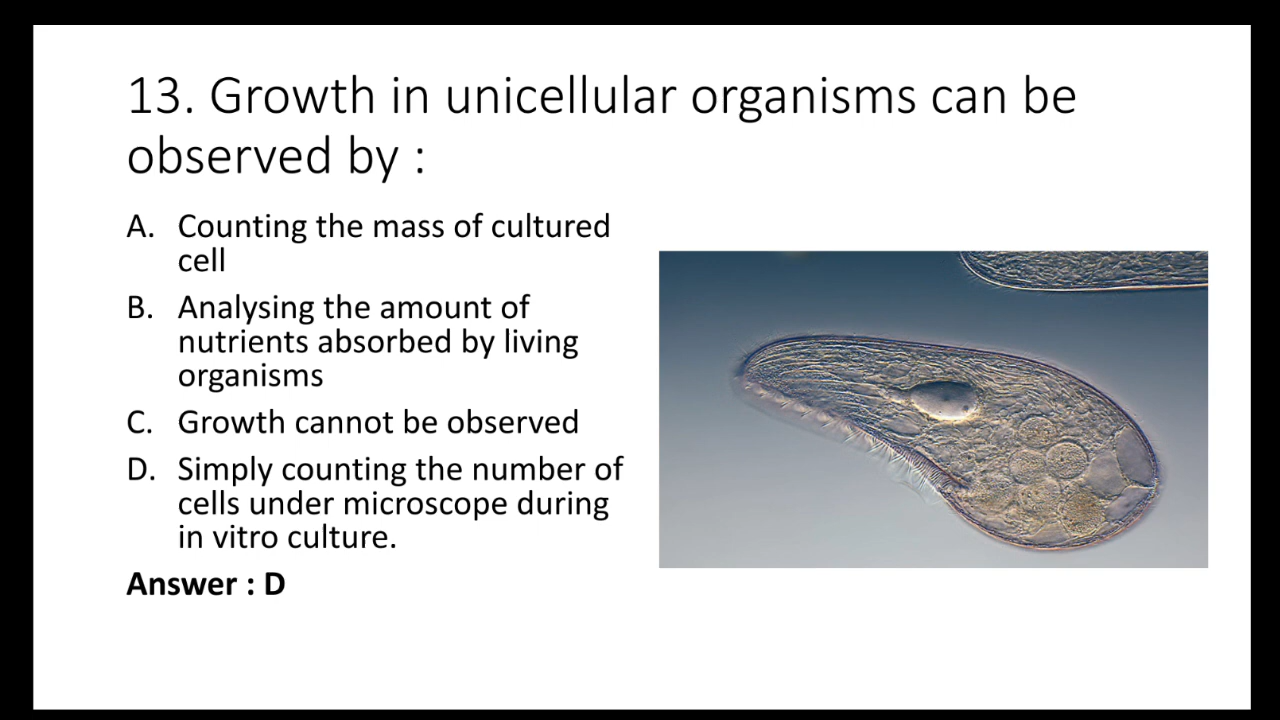 13. Growth in unicellular organisms can be
observed by :
A. Counting the mass of cultured
cell
B. Analysing the amount of
nutrients absorbed by living
organisms
C. Growth cannot be observed
D. Simply counting the number of
cells under microscope during
in vitro culture.
Answer : D